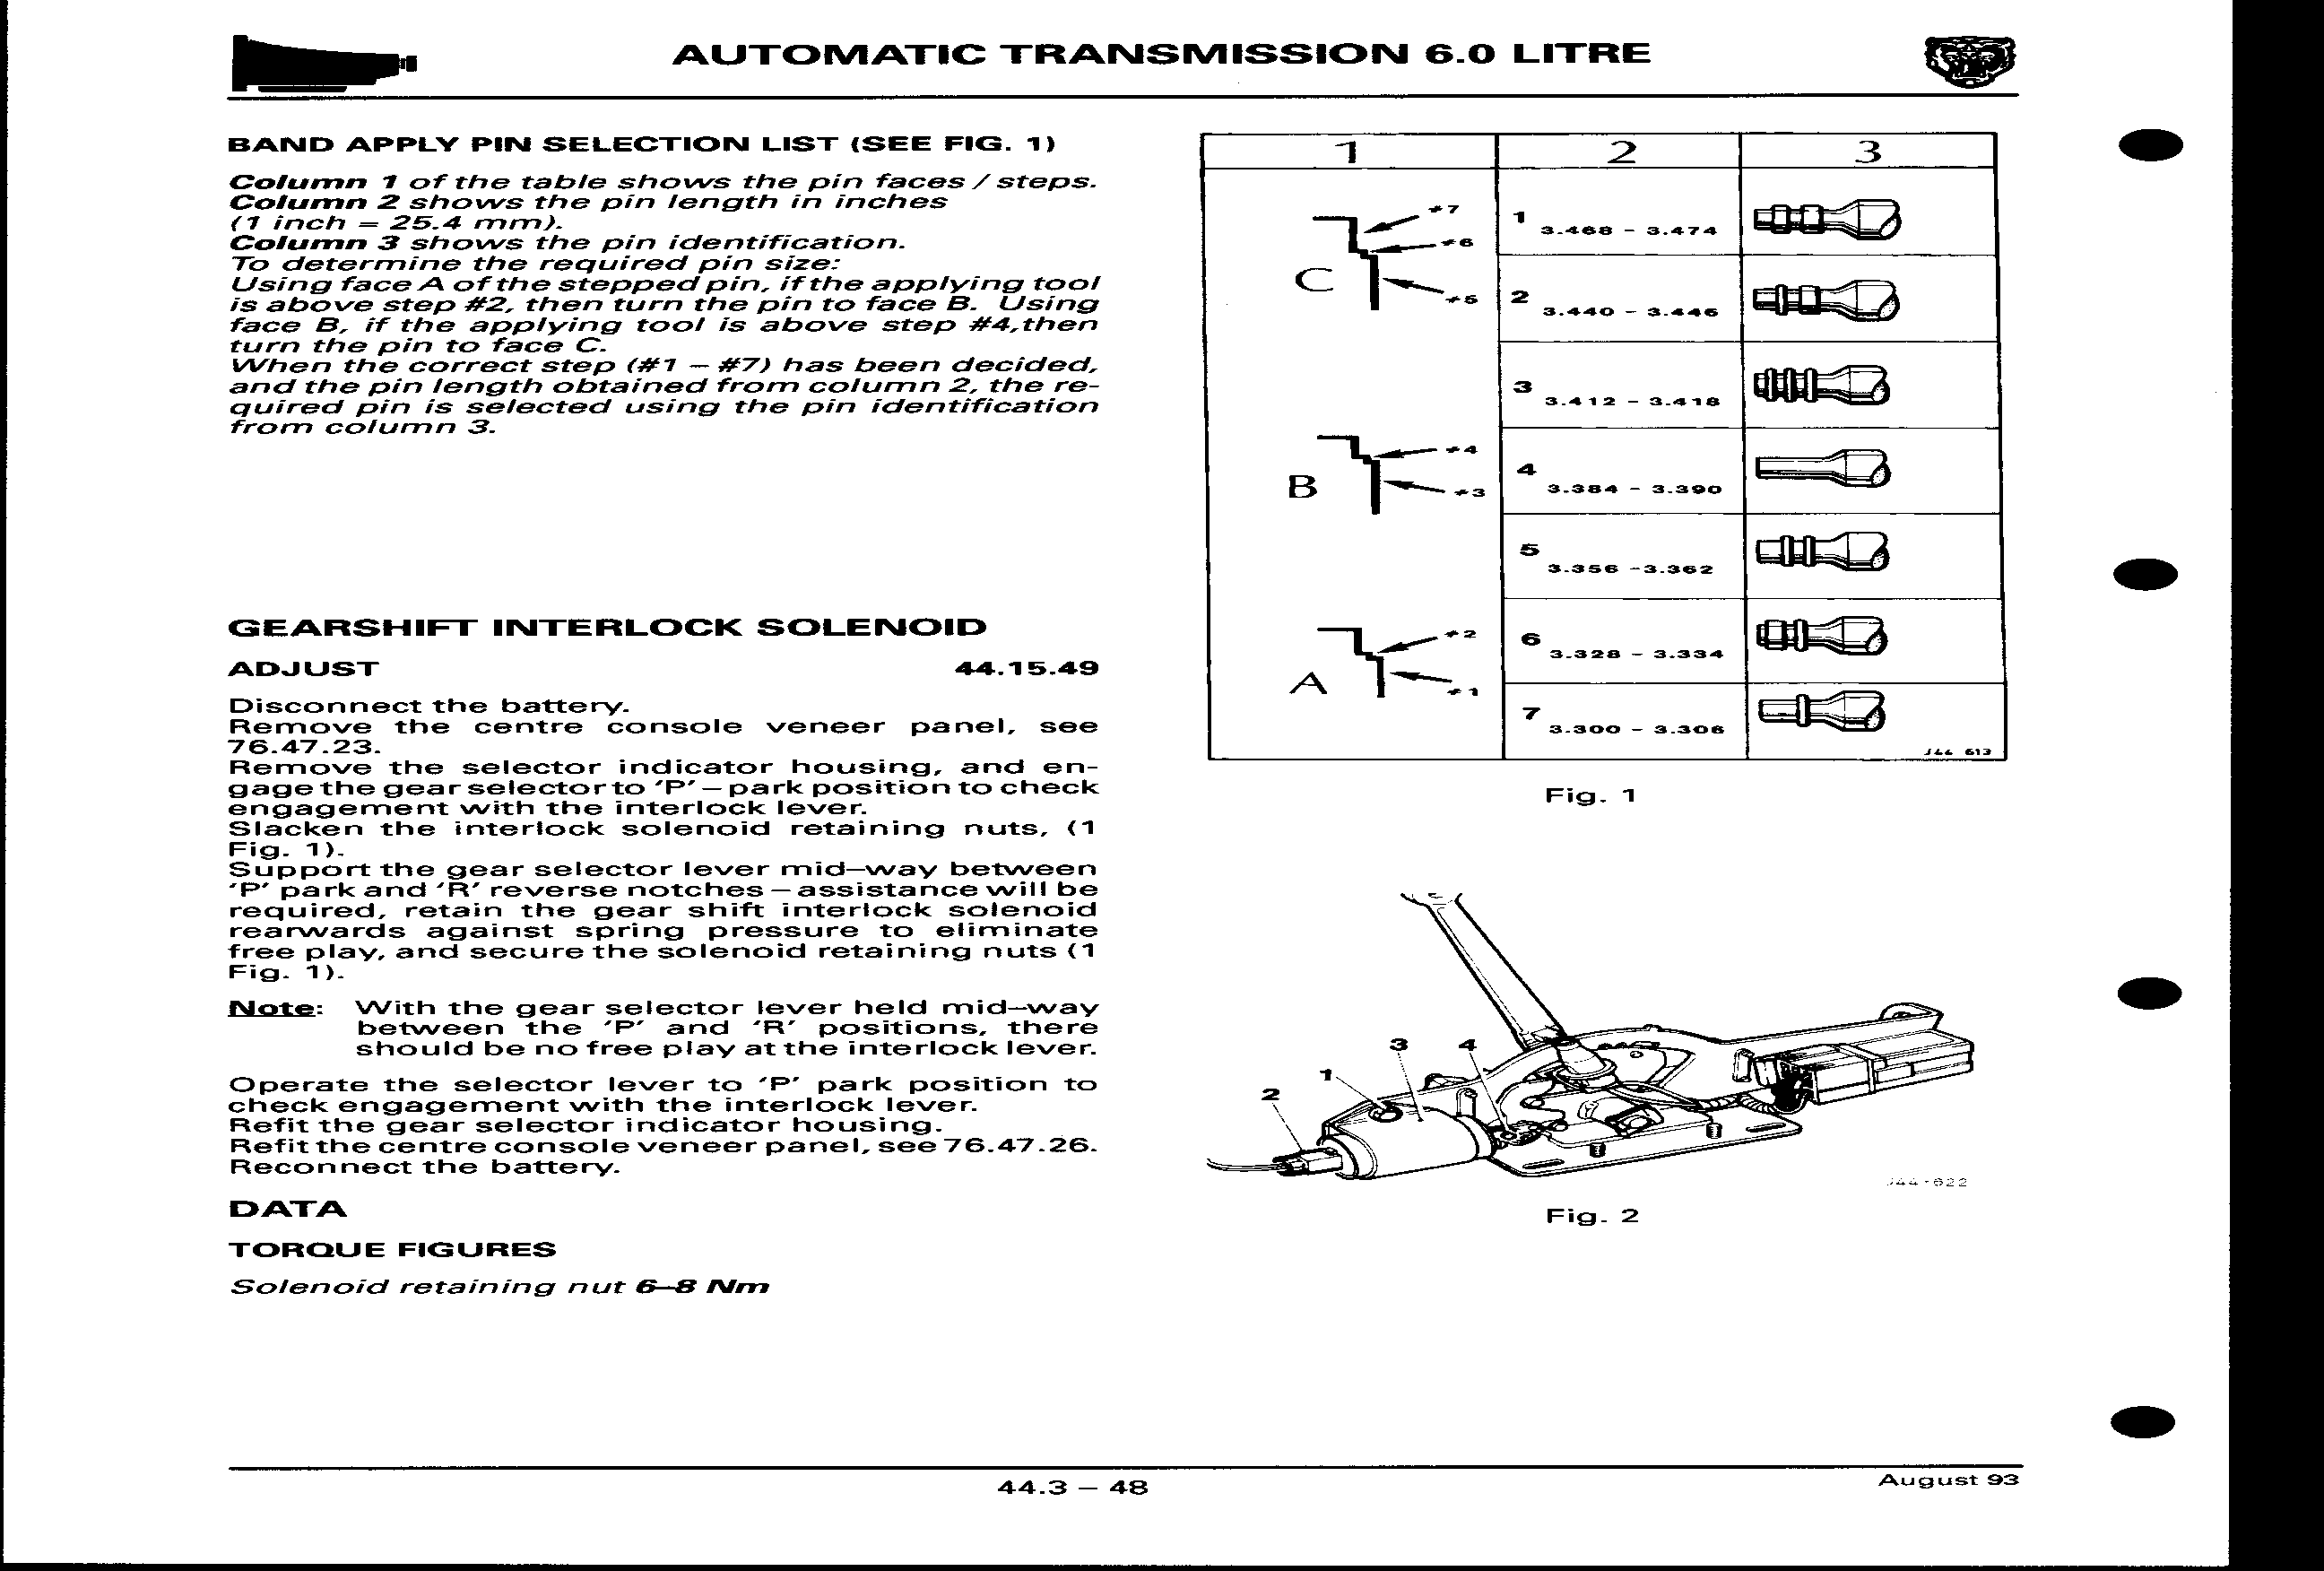 AUTOMATIC TRANSMISSION 6.0 LITRE
BAND APPLY PIN SELECTION LIST (SEE FIG. 1)
Column 1 of the table shows the pin faces / steps.
Column 2 shows the pin length in inches
(1 inch = 25.4 mm).
Column 3 shows the pin identification.
To determine the required pin size:
Using face A of the stepped pin, if the applying tool
is above step #2, then turn the pin to face B. Using
face B, if the applying tool is above step #4,then
turn the pin to face C.
When the correct step (#1 – #7) has been decided,
and the pin length obtained from column 2, the re-
quired pin is selected using the pin identification
from column 3.
GEARSHIFT INTERLOCK SOLENOID
ADJUST 44.15.49
Disconnect the battery.
Remove the centre console veneer panel, see
76.47.23.
Remove the selector indicator housing, and en-
gage the gear selector to ‘P’ – park position to check
engagement with the interlock lever.
Slacken the interlock solenoid retaining nuts, (1
Fig. 1).
Support the gear selector lever mid–way between
‘P’ park and ‘R’ reverse notches – assistance will be
required, retain the gear shift interlock solenoid
rearwards against spring pressure to eliminate
free play, and secure the solenoid retaining nuts (1
Fig. 1).
Note: With the gear selector lever held mid–way
between the ‘P’ and ‘R’ positions, there
should be no free play at the interlock lever.
Operate the selector lever to ‘P’ park position to
check engagement with the interlock lever.
Refit the gear selector indicator housing.
Refit the centre console veneer panel, see 76.47.26.
Reconnect the battery.
DATA
TORQUE FIGURES
Solenoid retaining nut 6–8 Nm
1 2 3
C #7 #6 #5
B #4 #3
A #2 #1
1 3.468 – 3.474
2 3.440 – 3.446
3 3.412 – 3.418
4 3.384 – 3.390
5 3.356 –3.362
6 3.328 – 3.334
7 3.300 – 3.306
J44 613
Fig. 1
1 2 3 4
J44-622
Fig. 2
44.3 – 48
August 93